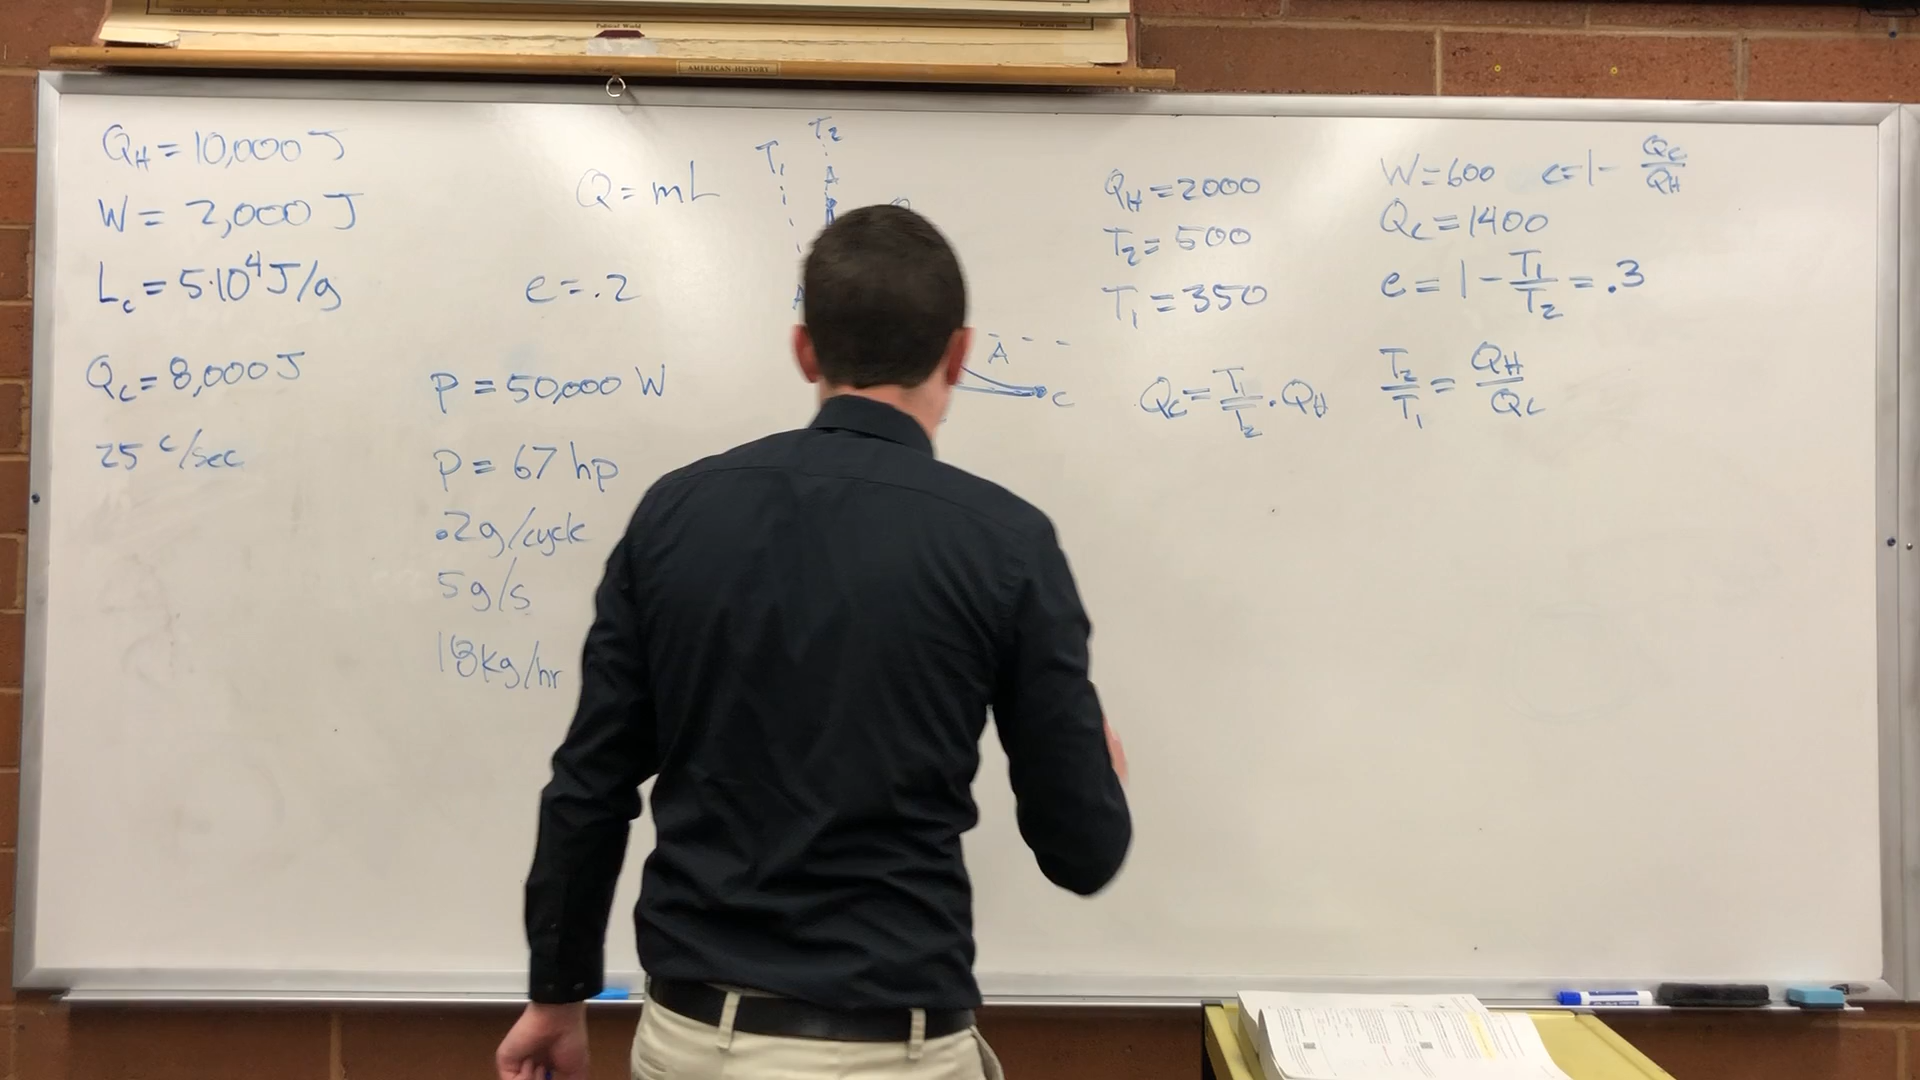 Political World
AMERICAN HISTORY
Q_H = 10,000 J
W = 2,000 J
L_c = 5·10^4 J/g
Q_c = 8,000 J
25 c/sec
Q = mL
e = .2
P = 50,000 W
P = 67 hp
.2g/cycle
5g/s
18kg/hr
T_2
T_1
A
A
C
Q_H = 2000
T_2 = 500
T_1 = 350
Q_c = T_1/T_2 · Q_H
W = 600 e=1- Q_c/Q_H
Q_c = 1400
e = 1 - T_1/T_2 = .3
T_2/T_1 = Q_H/Q_c